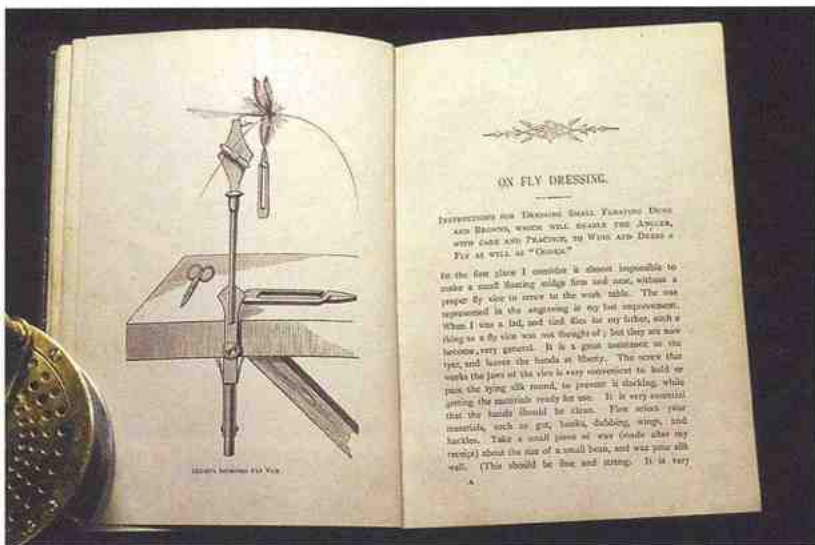 IMPROVED FLY VICE.
ON FLY DRESSING.
INSTRUCTIONS FOR DRESSING SMALL FLOATING DUNS
AND BROWNS, WHICH WILL ENABLE THE ANGLER,
WITH CARE AND PRACTICE, TO WING AND DRESS A
FLY AS WELL AS "OGDEN."
In the first place I consider it almost impossible to
make a small floating midge firm and neat, without a
proper fly vice to screw to the work table. The one
represented in the engraving is my last improvement.
When I was a lad, and tied flies for my father, such a
thing as a fly vice was not thought of; but they are now
become very general. It is a great assistance to the
tyer, and leaves the hands at liberty. The screw that
works the jaws of the vice is very convenient to hold or
pass the tying silk round, to prevent it slacking, while
getting the materials ready for use. It is very essential
that the hands should be clean. First select your
materials, such as gut, hooks, dubbing, wings, and
hackles. Take a small piece of wax (made after my
receipt) about the size of a small bean, and wax your silk
well. (This should be fine and strong. It is very
A